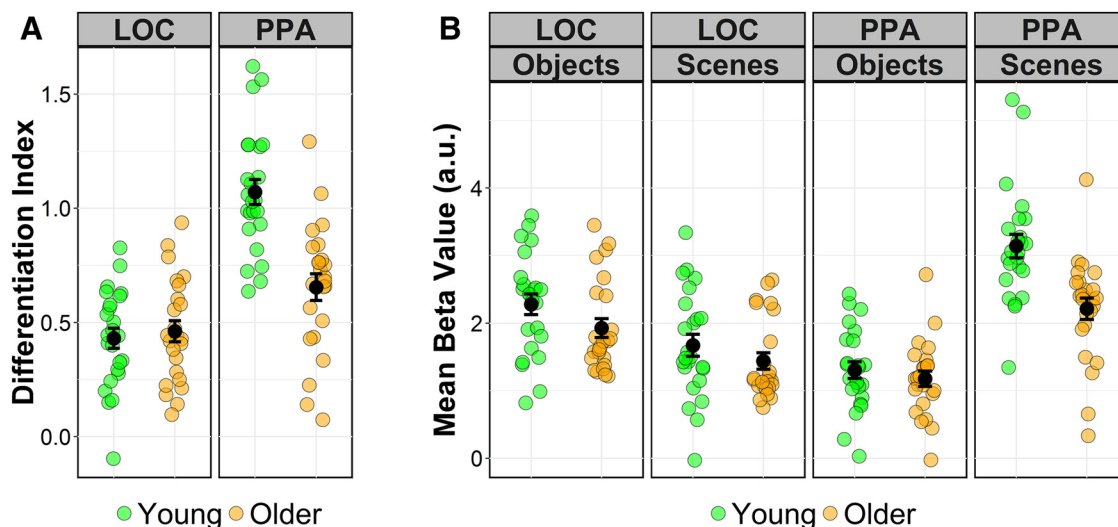 A
LOC PPA
Differentiation Index
1.5
1.0
0.5
0.0
Young Older
B
LOC LOC PPA PPA
Objects Scenes Objects Scenes
Mean Beta Value (a.u.)
4
2
0
Young Older